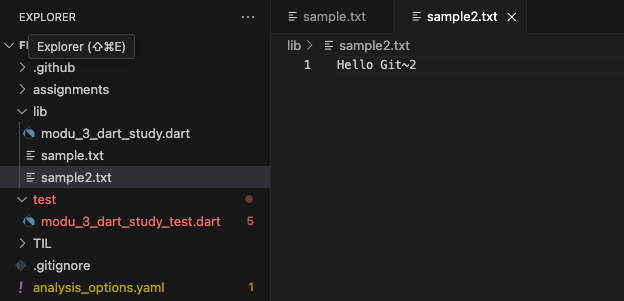 EXPLORER
sample.txt
sample2.txt
Explorer (⇧⌘E)
.github
assignments
lib
modu_3_dart_study.dart
sample.txt
sample2.txt
test
modu_3_dart_study_test.dart 5
TIL
.gitignore
analysis_options.yaml 1
lib > sample2.txt
1 Hello Git~2